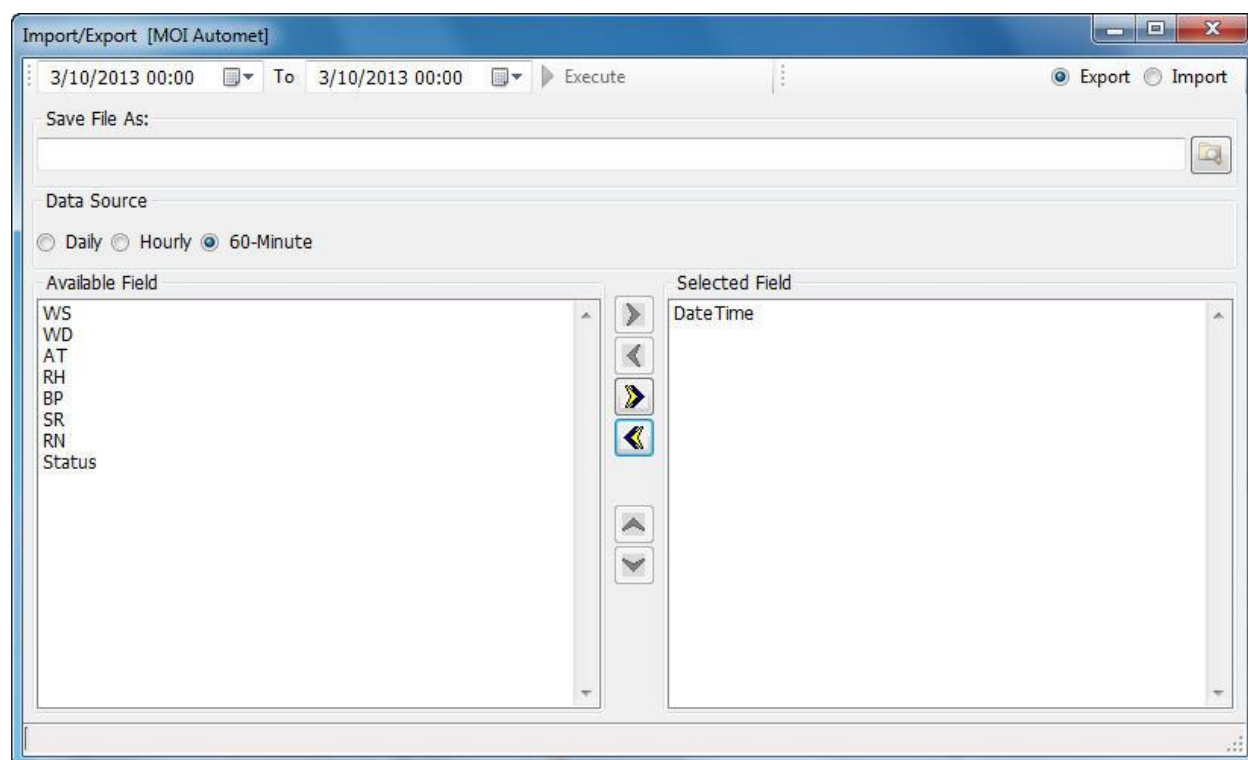 Import/Export [MOI Automet]
3/10/2013 00:00 To 3/10/2013 00:00 Execute Export Import
Save File As:
Data Source
Daily Hourly 60-Minute
Available Field
WS
WD
AT
RH
BP
SR
RN
Status
Selected Field
DateTime